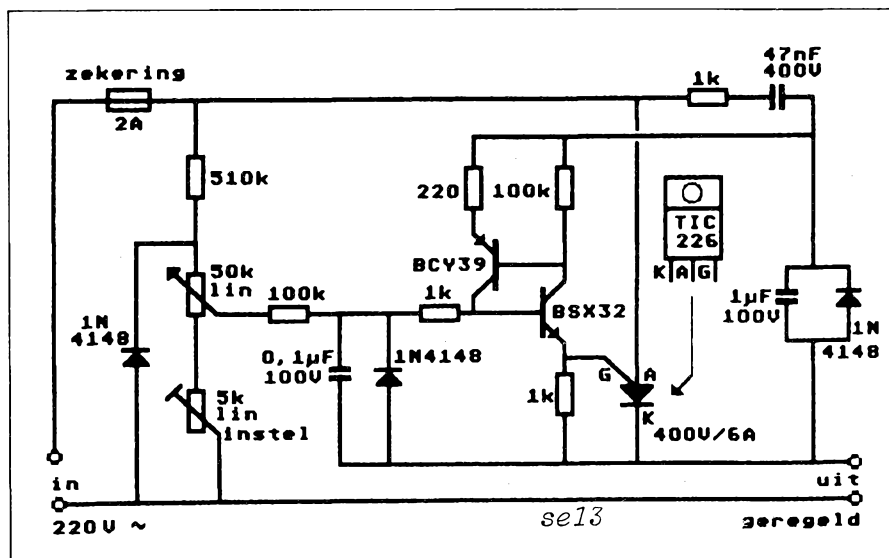 zekering
2A
47nF
400V
1k
510k
220
100k
TIC
226
K A G
BCY39
50k
lin
100k
1k
BSX32
1µF
100V
1N
4148
1N
4148
0,1µF
100V
1N4148
G
A
K
1k
5k
lin
instel
400V/6A
in
uit
220V ~
se13
geregeld